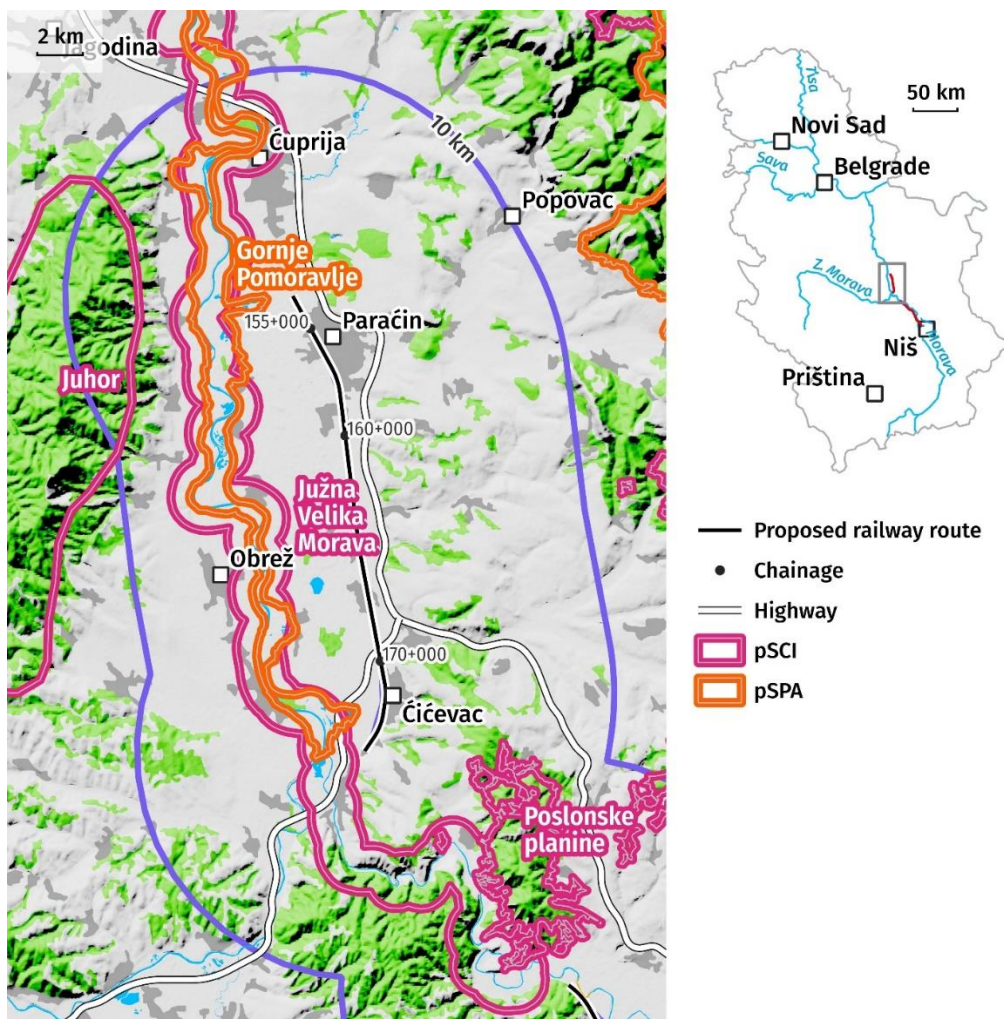 2 km
Jagodina
Ćuprija
10 km
Popovac
Gornje
Pomoravlje
155+000
Paraćin
Juhor
160+000
Južna
Velika
Morava
Obrež
170+000
Ćićevac
Poslonske
planine
Tisa
50 km
Novi Sad
Sava
Belgrade
Z. Morava
Niš
Morava
Priština
Proposed railway route
Chainage
Highway
pSCI
pSPA